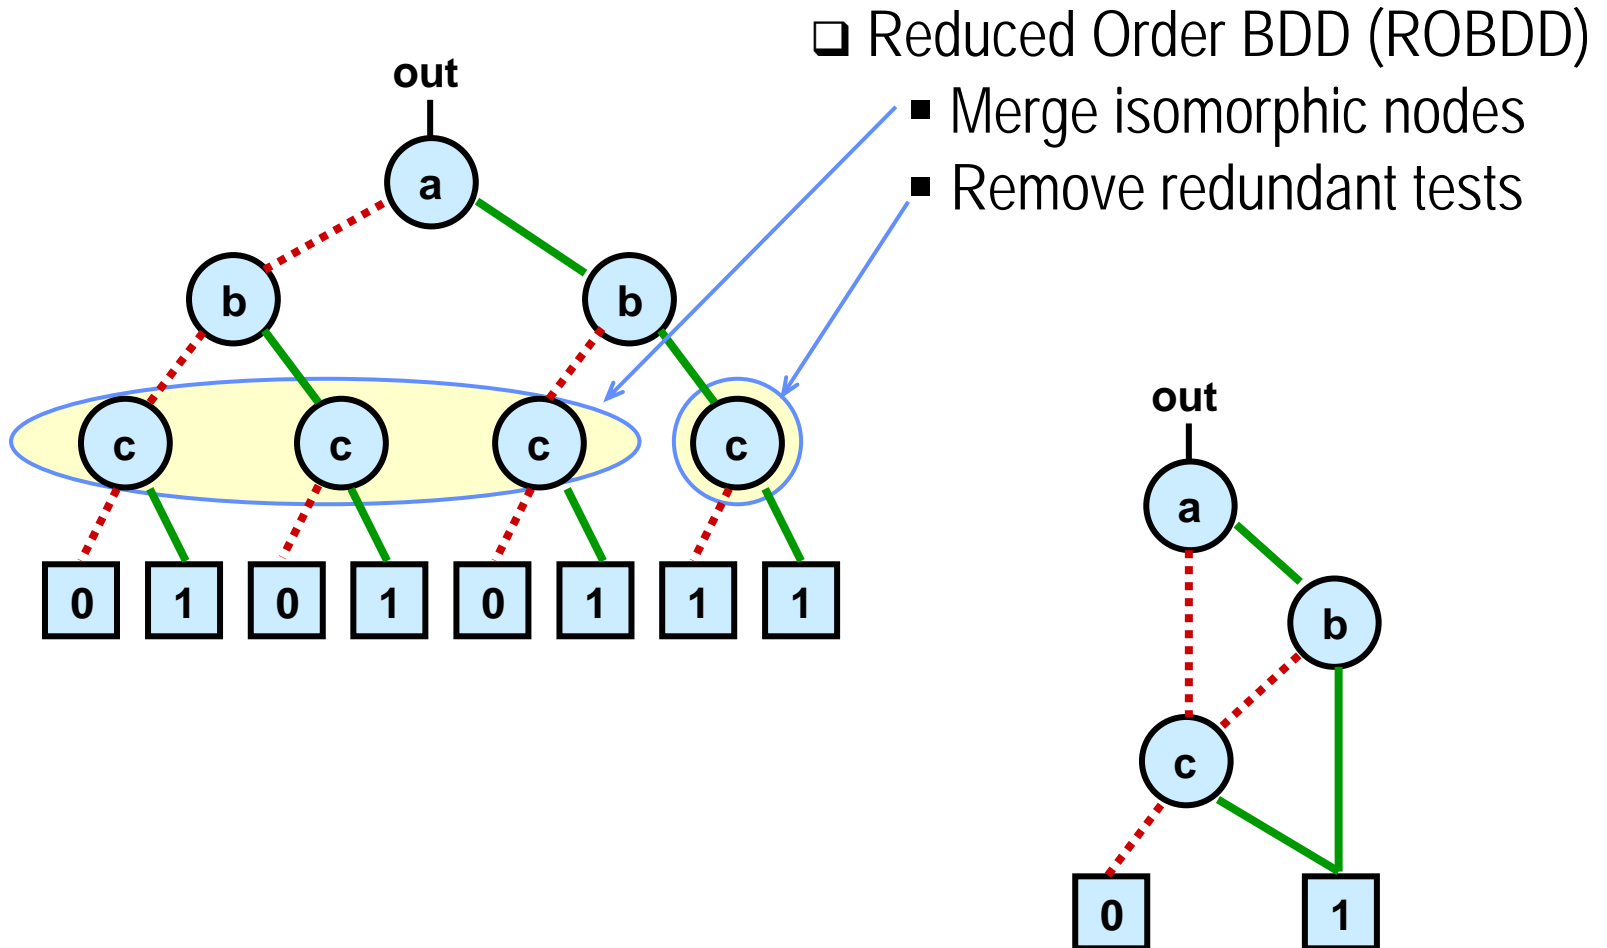 ❑ Reduced Order BDD (ROBDD)
▪ Merge isomorphic nodes
▪ Remove redundant tests
out
a
b b
c c c c
0 1 0 1 0 1 1 1
out
a
b
c
0 1